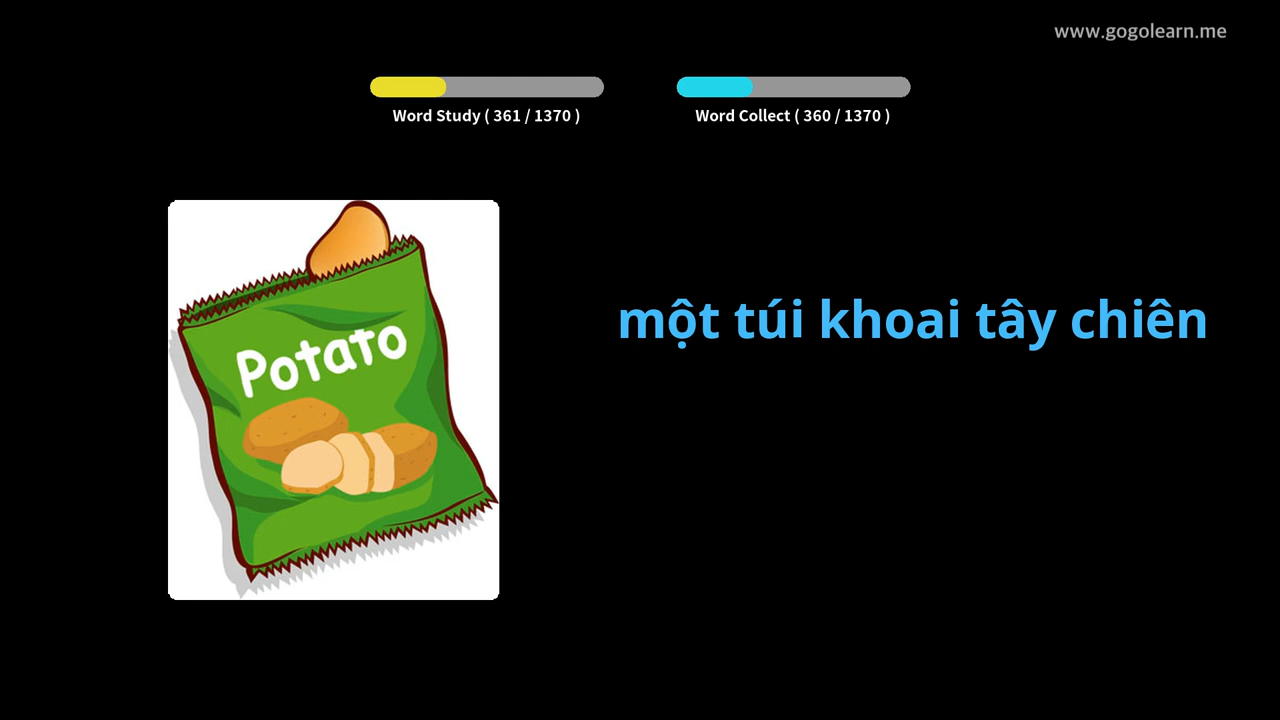 www.gogolearn.me
Word Study ( 361 / 1370 )
Word Collect ( 360 / 1370 )
Potato
một túi khoai tây chiên